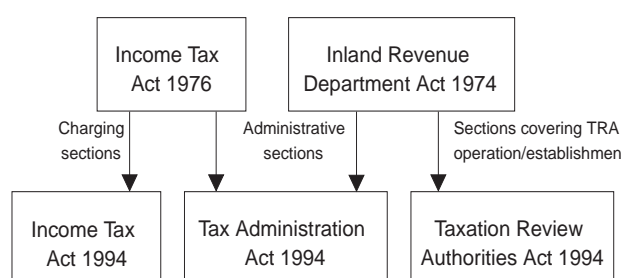 Income Tax
Act 1976
Inland Revenue
Department Act 1974
Charging
sections
Administrative
sections
Sections covering TRA
operation/establishmen
Income Tax
Act 1994
Tax Administration
Act 1994
Taxation Review
Authorities Act 1994